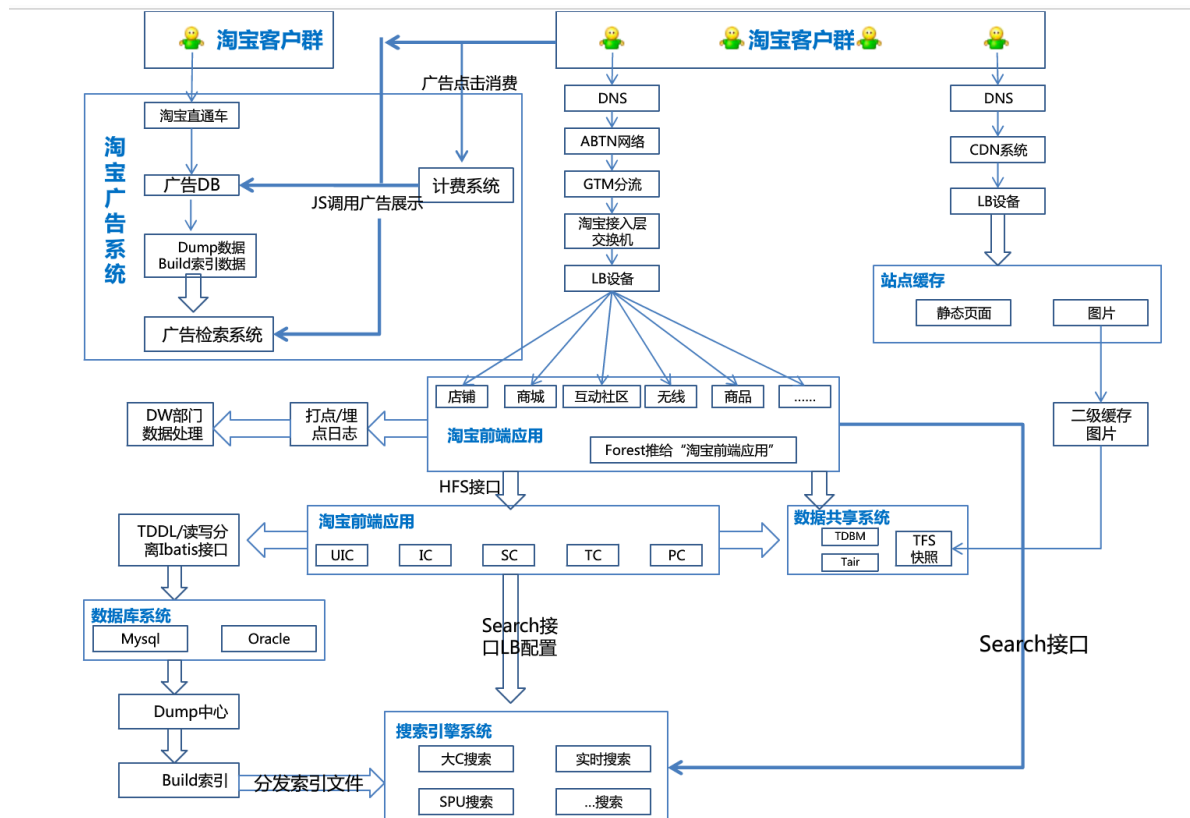 淘宝客户群
淘宝客户群
广告点击消费
淘宝广告系统
淘宝直通车
广告DB
计费系统
JS调用广告展示
Dump数据
Build索引数据
广告检索系统
DNS
ABTN网络
GTM分流
淘宝接入层
交换机
LB设备
DNS
CDN系统
LB设备
站点缓存
静态页面
图片
二级缓存
图片
店铺
商城
互动社区
无线
商品
......
淘宝前端应用
Forest推给“淘宝前端应用”
打点/埋
点日志
DW部门
数据处理
HFS接口
淘宝前端应用
UIC
IC
SC
TC
PC
数据共享系统
TDBM
Tair
TFS
快照
TDDL/读写分
离Ibatis接口
数据库系统
Mysql
Oracle
Dump中心
Build索引
分发索引文件
Search接
口LB配置
Search接口
搜索引擎系统
大C搜索
实时搜索
SPU搜索
...搜索